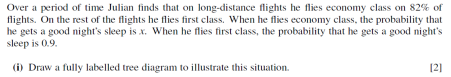 Over a period of time Julian finds that on long-distance flights he flies economy class on 82% of
flights. On the rest of the flights he flies first class. When he flies economy class, the probability that
he gets a good night's sleep is x. When he flies first class, the probability that he gets a good night's
sleep is 0.9.
(i) Draw a fully labelled tree diagram to illustrate this situation. [2]